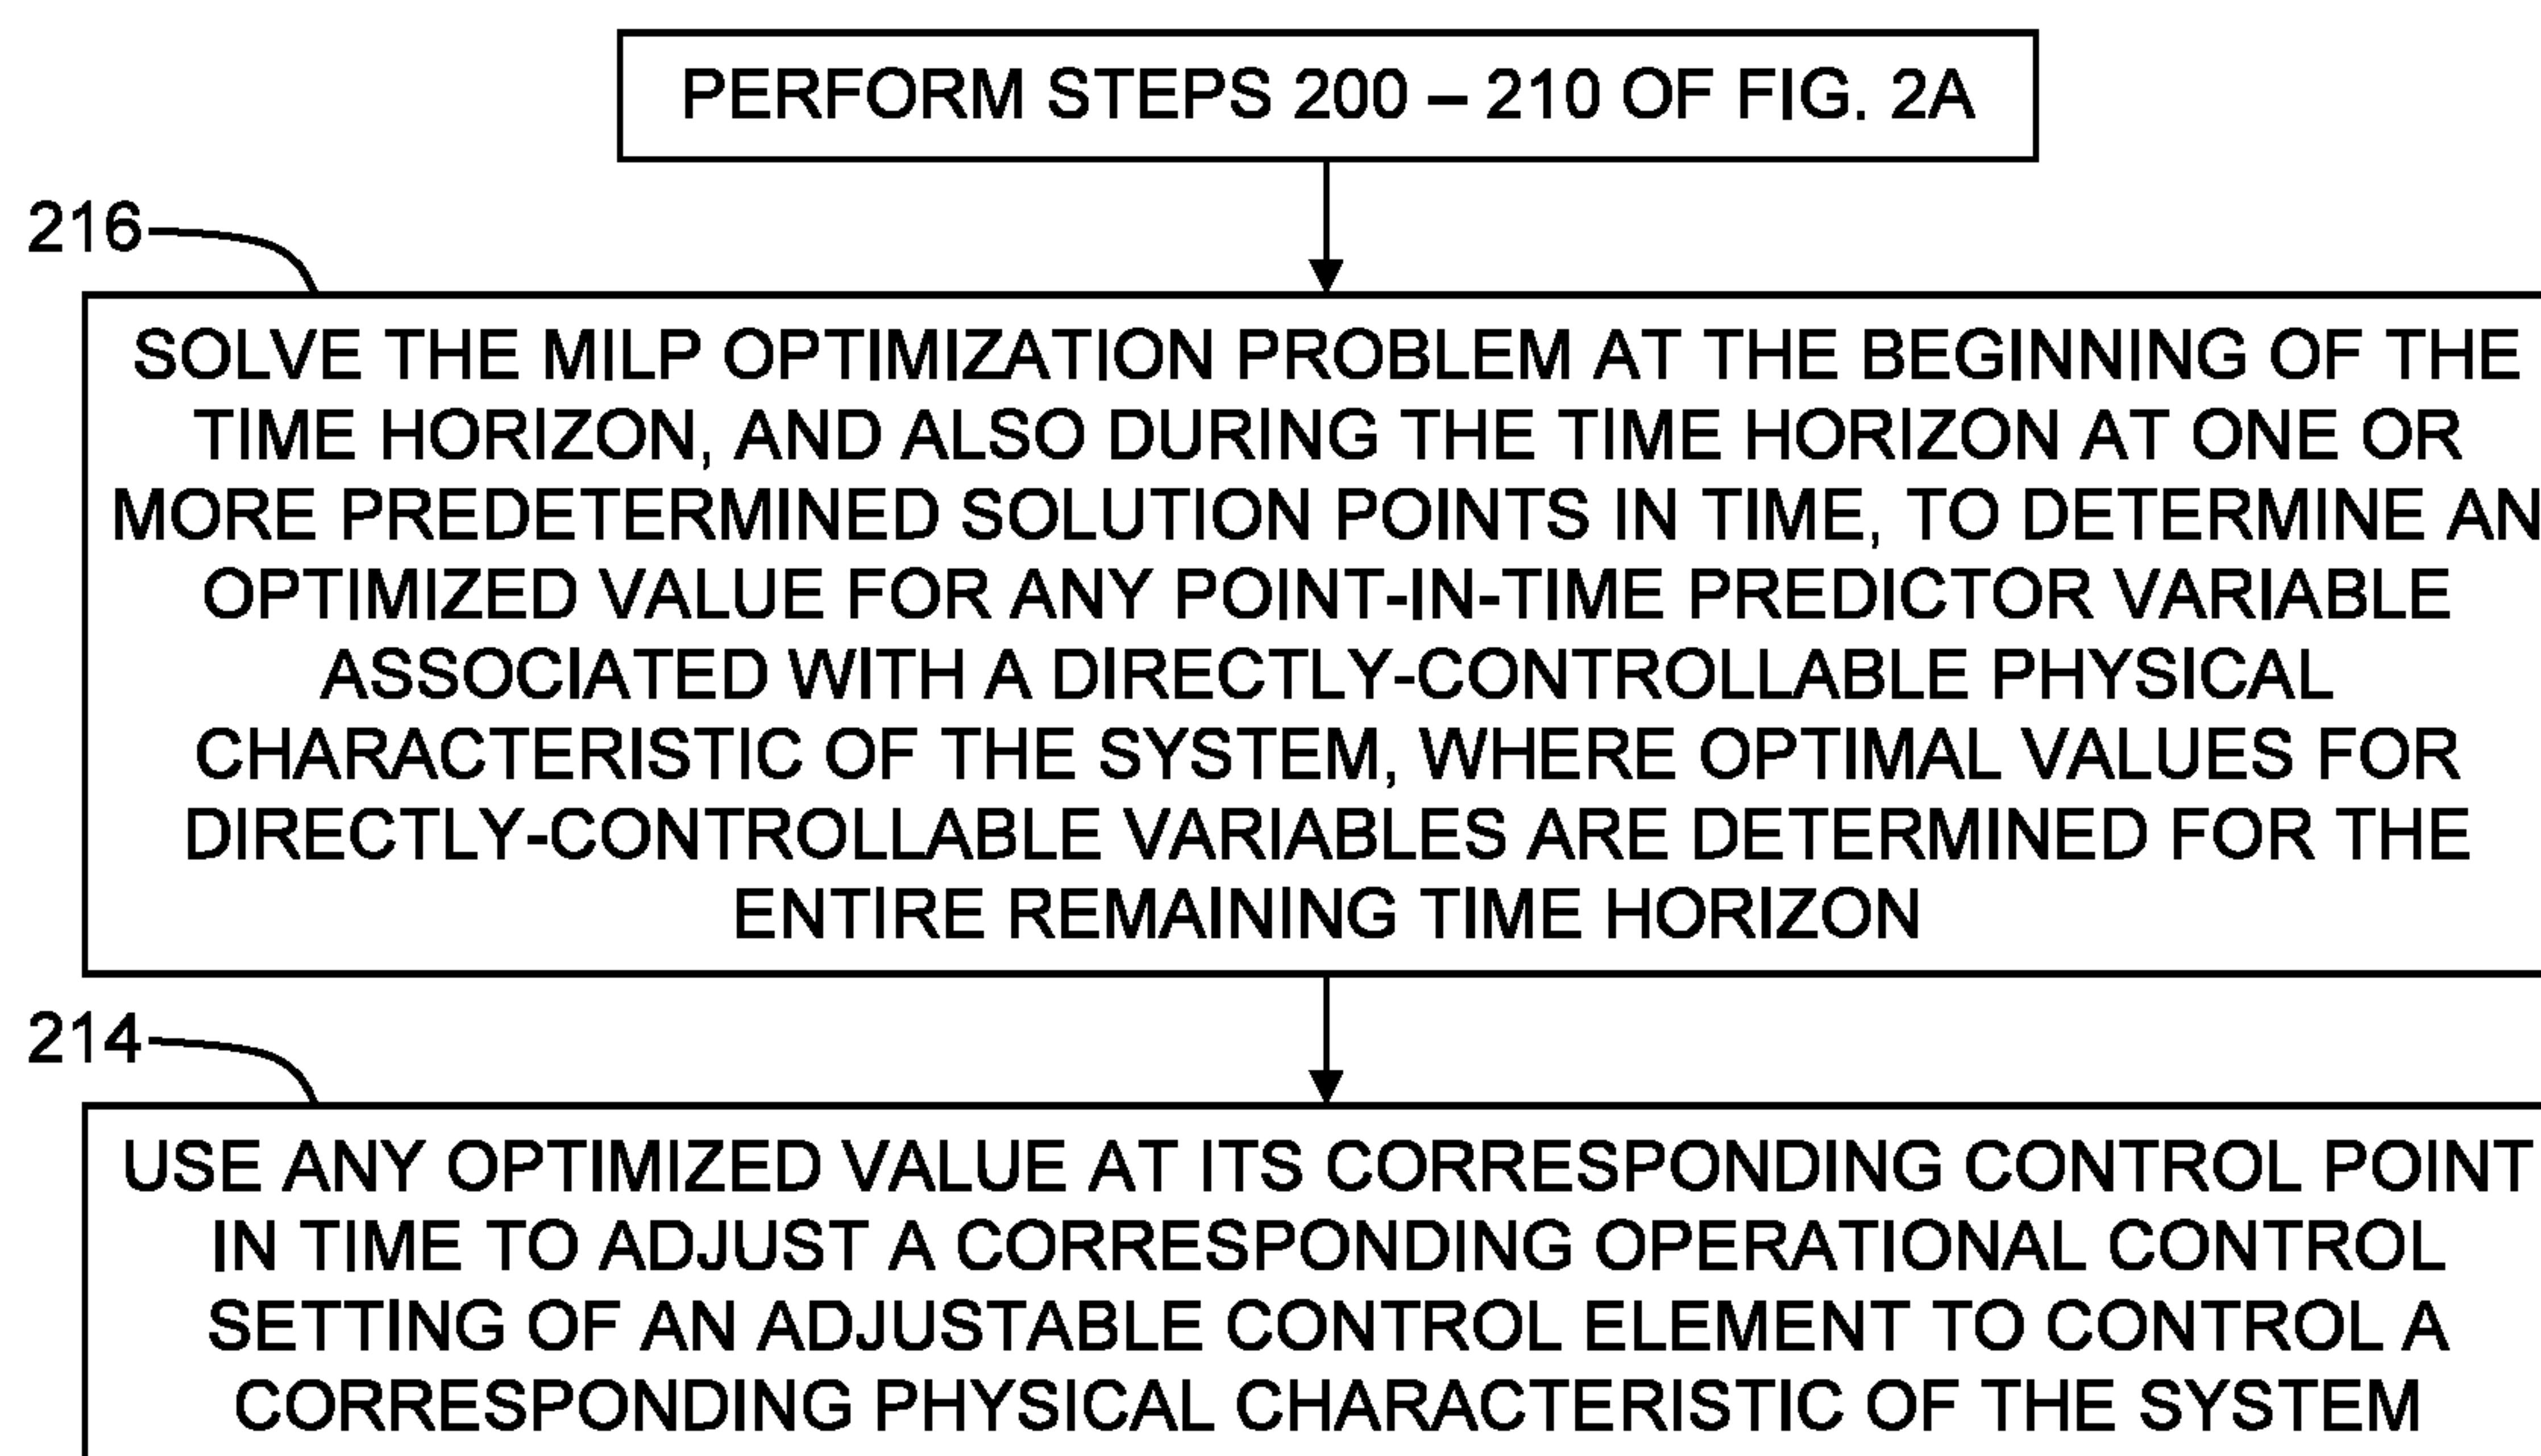 PERFORM STEPS 200 – 210 OF FIG. 2A
216
SOLVE THE MILP OPTIMIZATION PROBLEM AT THE BEGINNING OF THE
TIME HORIZON, AND ALSO DURING THE TIME HORIZON AT ONE OR
MORE PREDETERMINED SOLUTION POINTS IN TIME, TO DETERMINE AN
OPTIMIZED VALUE FOR ANY POINT-IN-TIME PREDICTOR VARIABLE
ASSOCIATED WITH A DIRECTLY-CONTROLLABLE PHYSICAL
CHARACTERISTIC OF THE SYSTEM, WHERE OPTIMAL VALUES FOR
DIRECTLY-CONTROLLABLE VARIABLES ARE DETERMINED FOR THE
ENTIRE REMAINING TIME HORIZON
214
USE ANY OPTIMIZED VALUE AT ITS CORRESPONDING CONTROL POINT
IN TIME TO ADJUST A CORRESPONDING OPERATIONAL CONTROL
SETTING OF AN ADJUSTABLE CONTROL ELEMENT TO CONTROL A
CORRESPONDING PHYSICAL CHARACTERISTIC OF THE SYSTEM